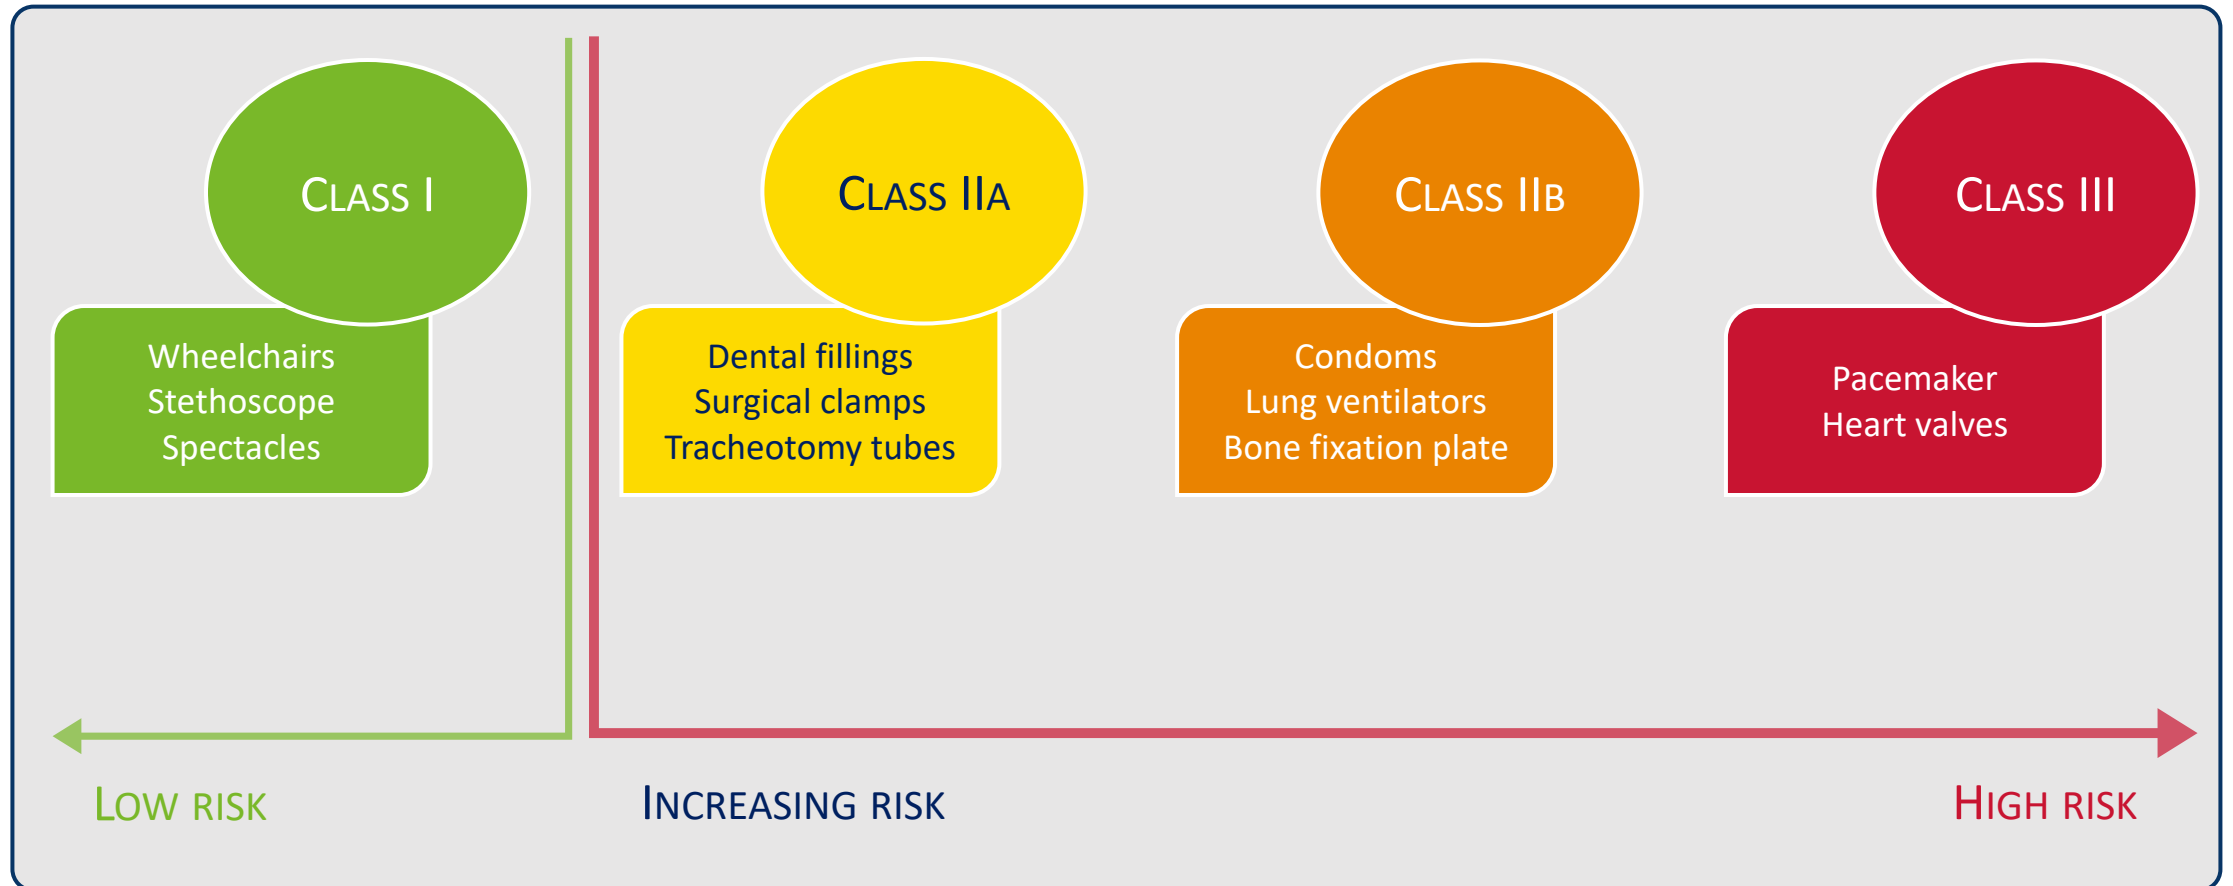 CLASS I
Wheelchairs
Stethoscope
Spectacles
CLASS IIA
Dental fillings
Surgical clamps
Tracheotomy tubes
CLASS IIB
Condoms
Lung ventilators
Bone fixation plate
CLASS III
Pacemaker
Heart valves
LOW RISK
INCREASING RISK
HIGH RISK